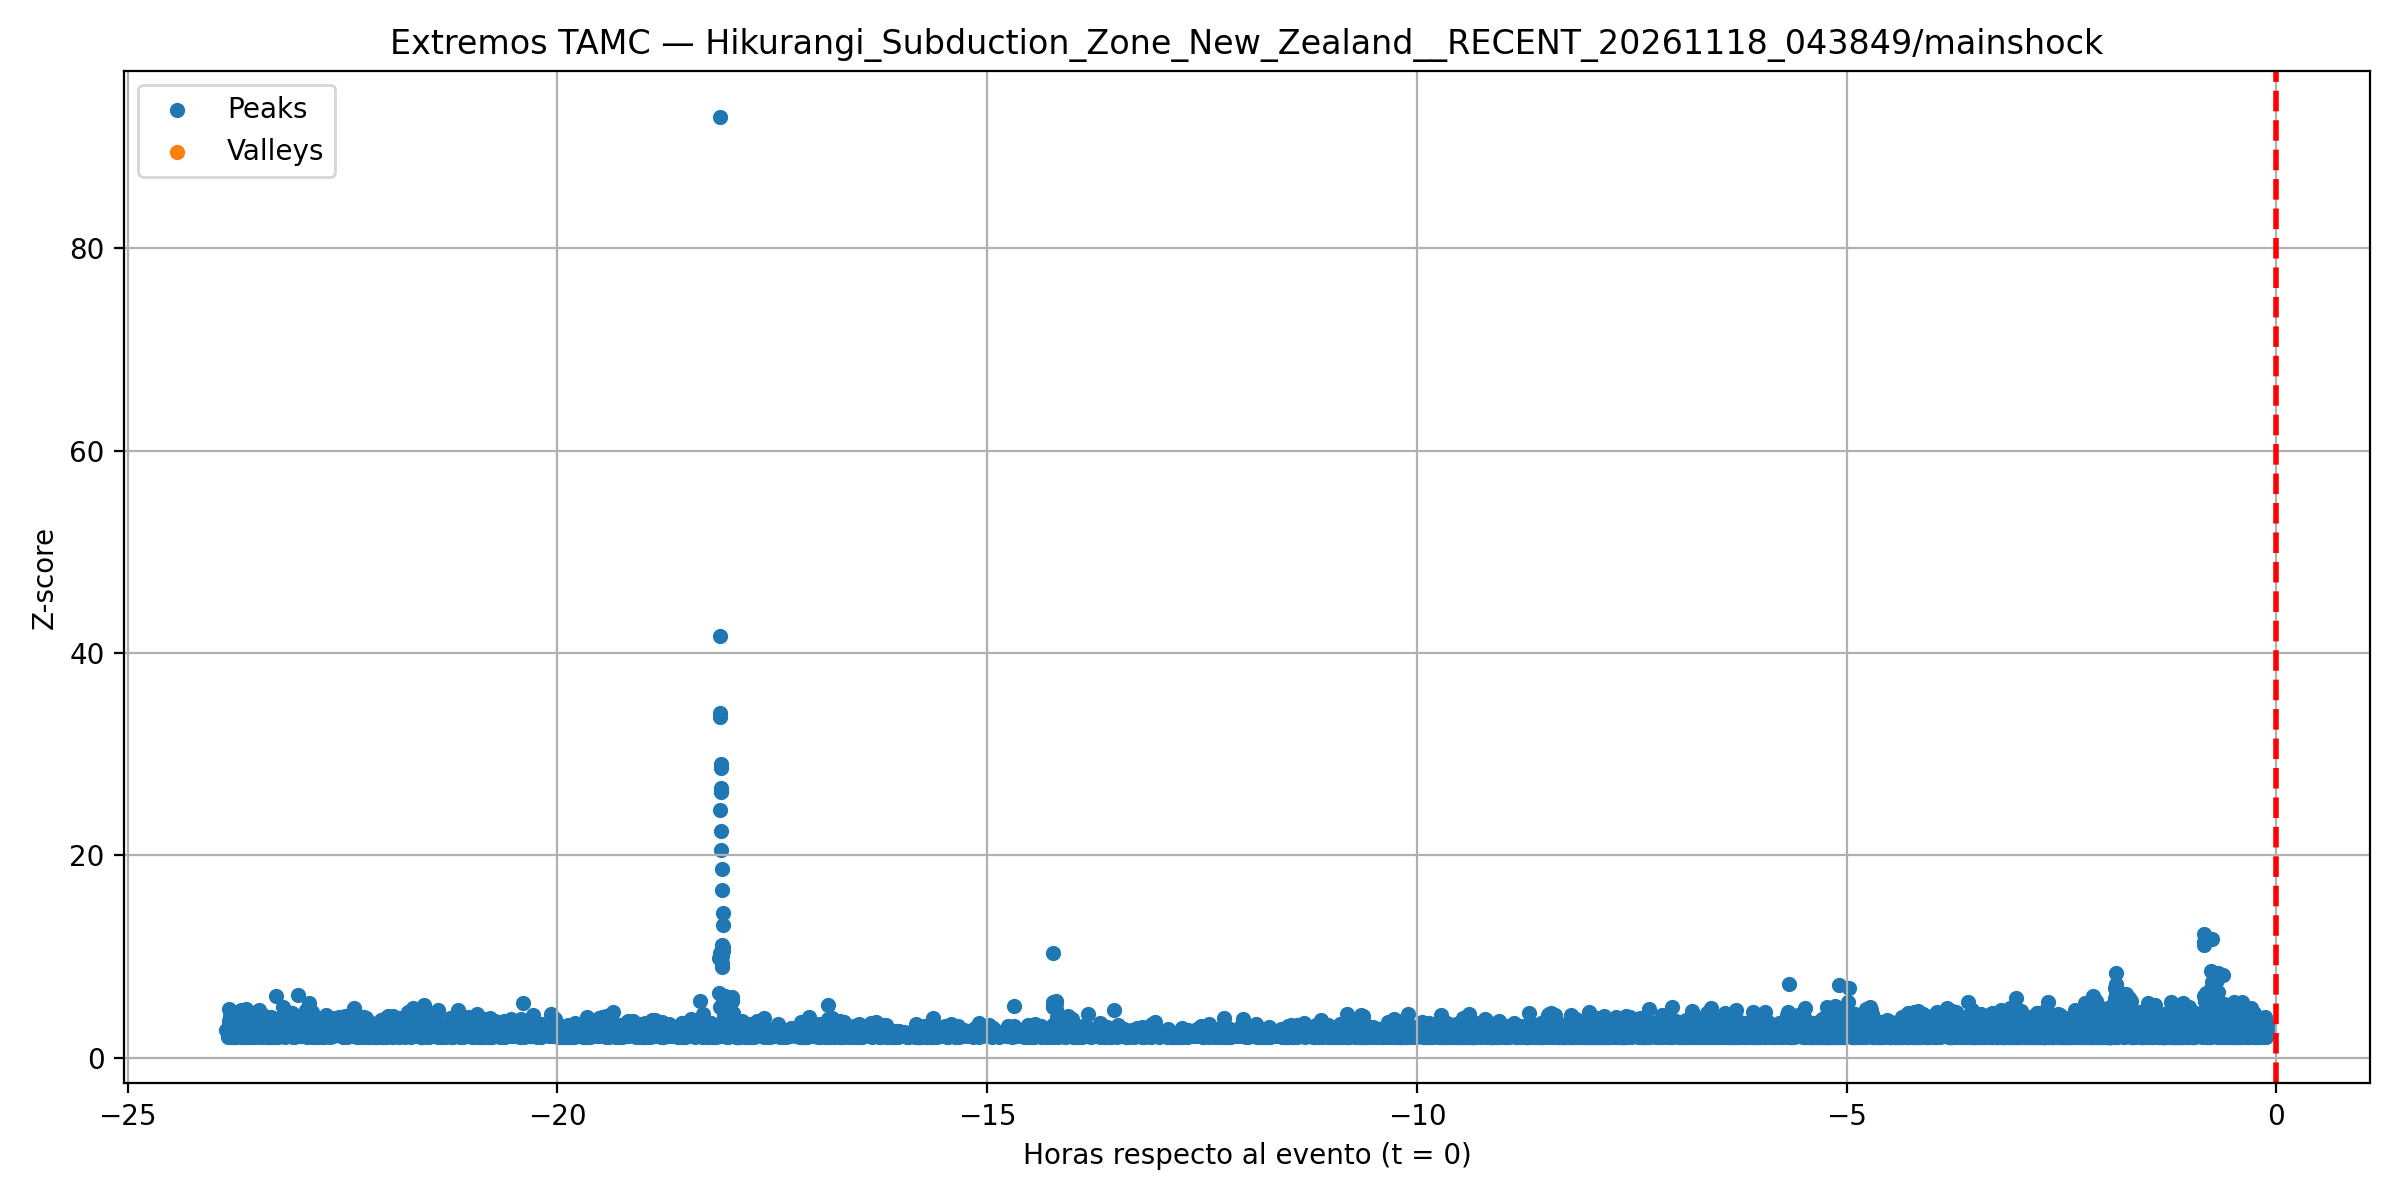 Extremos TAMC — Hikurangi_Subduction_Zone_New_Zealand__RECENT_20261118_043849/mainshock
Peaks
Valleys
80
60
40
20
0
Z-score
−25
−20
−15
−10
−5
0
Horas respecto al evento (t = 0)